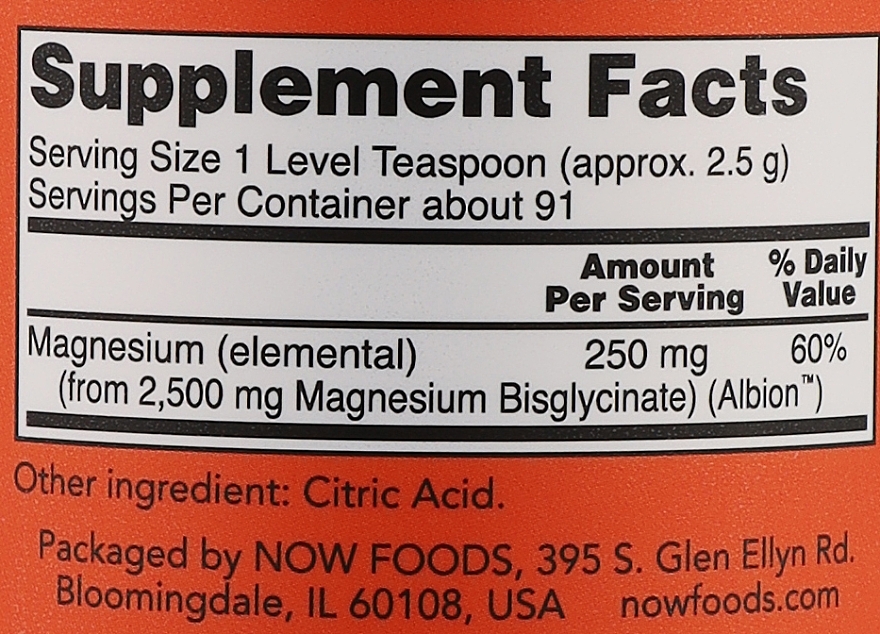 Supplement Facts
Serving Size 1 Level Teaspoon (approx. 2.5 g)
Servings Per Container about 91
Amount Per Serving % Daily Value
Magnesium (elemental) 250 mg 60%
(from 2,500 mg Magnesium Bisglycinate) (Albion™)
Other ingredient: Citric Acid.
Packaged by NOW FOODS, 395 S. Glen Ellyn Rd.
Bloomingdale, IL 60108, USA nowfoods.com